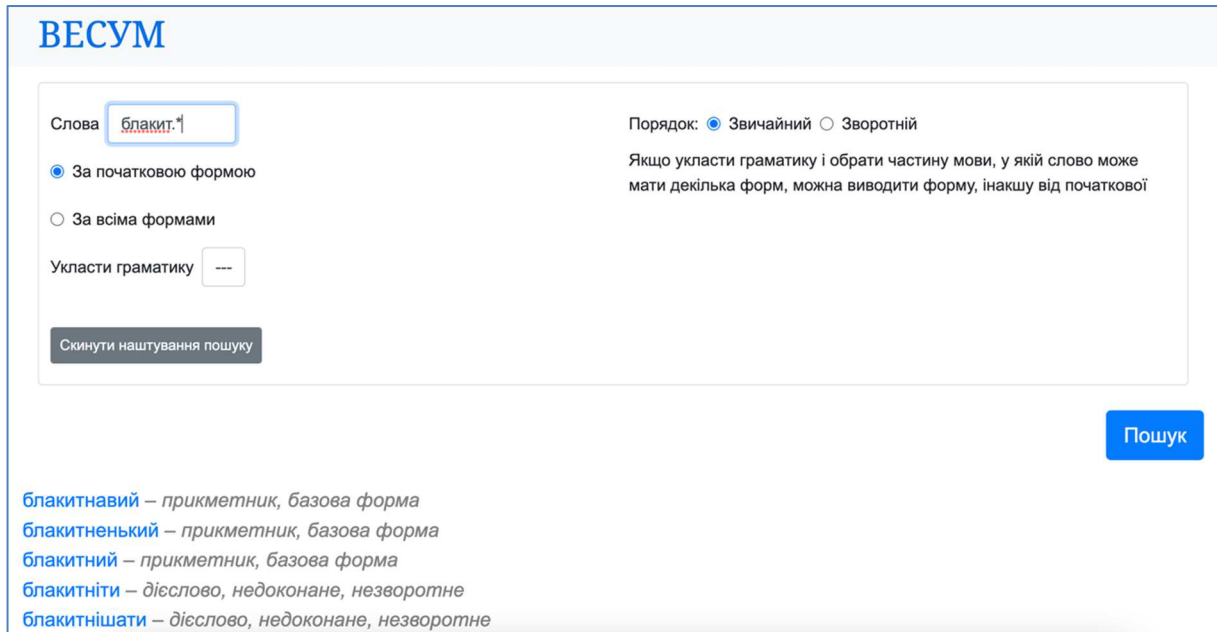 ВЕСУМ
Слова блакит.*
За початковою формою
За всіма формами
Укласти граматику ---
Скинути наштування пошуку
Порядок: Звичайний Зворотній
Якщо укласти граматику і обрати частину мови, у якій слово може
мати декілька форм, можна виводити форму, інакшу від початкової
Пошук
блакитнавий – прикметник, базова форма
блакитненький – прикметник, базова форма
блакитний – прикметник, базова форма
блакитніти – дієслово, недоконане, незворотне
блакитнішати – дієслово, недоконане, незворотне